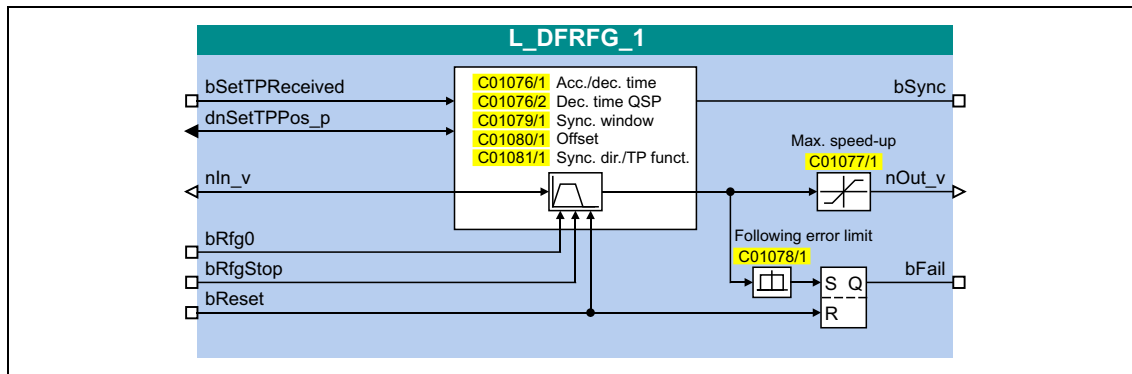 L_DFRFG_1
bSetTPReceived
dnSetTPPos_p
nIn_v
bRfg0
bRfgStop
bReset
C01076/1 Acc./dec. time
C01076/2 Dec. time QSP
C01079/1 Sync. window
C01080/1 Offset
C01081/1 Sync. dir./TP funct.
bSync
Max. speed-up
C01077/1
nOut_v
Following error limit
C01078/1
S Q
R
bFail